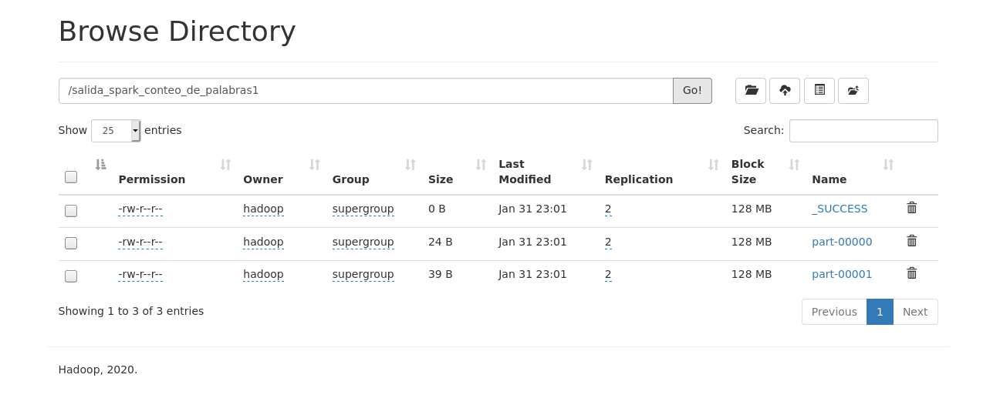 Browse Directory
/salida_spark_conteo_de_palabras1 Go!
Show 25 entries Search:
Permission Owner Group Size Last Modified Replication Block Size Name
-rw-r--r-- hadoop supergroup 0 B Jan 31 23:01 2 128 MB _SUCCESS
-rw-r--r-- hadoop supergroup 24 B Jan 31 23:01 2 128 MB part-00000
-rw-r--r-- hadoop supergroup 39 B Jan 31 23:01 2 128 MB part-00001
Showing 1 to 3 of 3 entries Previous 1 Next
Hadoop, 2020.